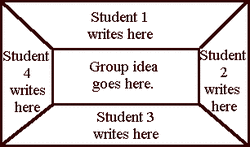 Student 1
writes here
Student
4
writes
here
Group idea
goes here.
Student
2
writes
here
Student 3
writes here